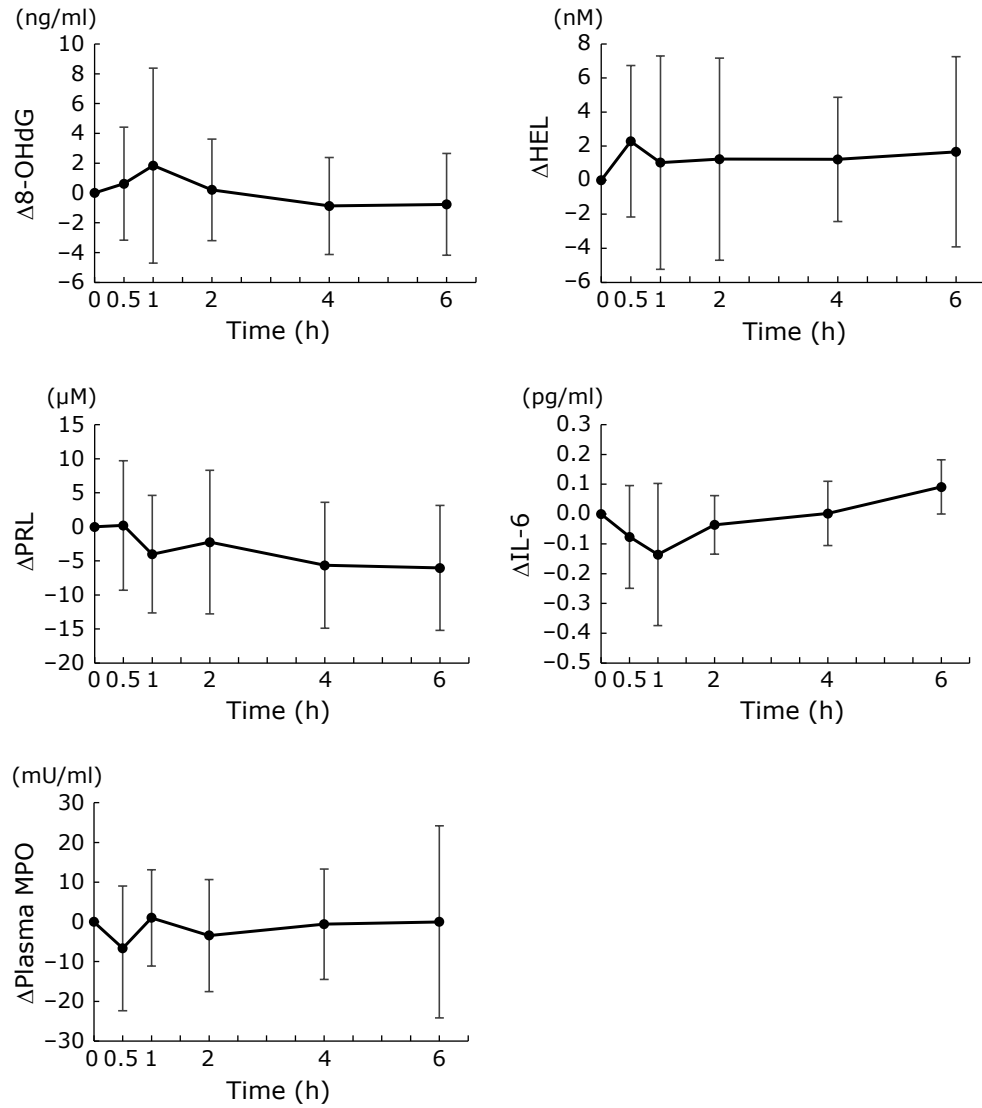 (ng/ml)
10
8
6
4
2
0
−2
−4
−6
Δ8-OHdG
0 0.5 1 2 4 6
Time (h)
(nM)
8
6
4
2
0
−2
−4
−6
ΔHEL
0 0.5 1 2 4 6
Time (h)
(µM)
15
10
5
0
−5
−10
−15
−20
ΔPRL
0 0.5 1 2 4 6
Time (h)
(pg/ml)
0.3
0.2
0.1
0.0
−0.1
−0.2
−0.3
−0.4
−0.5
ΔIL-6
0 0.5 1 2 4 6
Time (h)
(mU/ml)
30
20
10
0
−10
−20
−30
ΔPlasma MPO
0 0.5 1 2 4 6
Time (h)